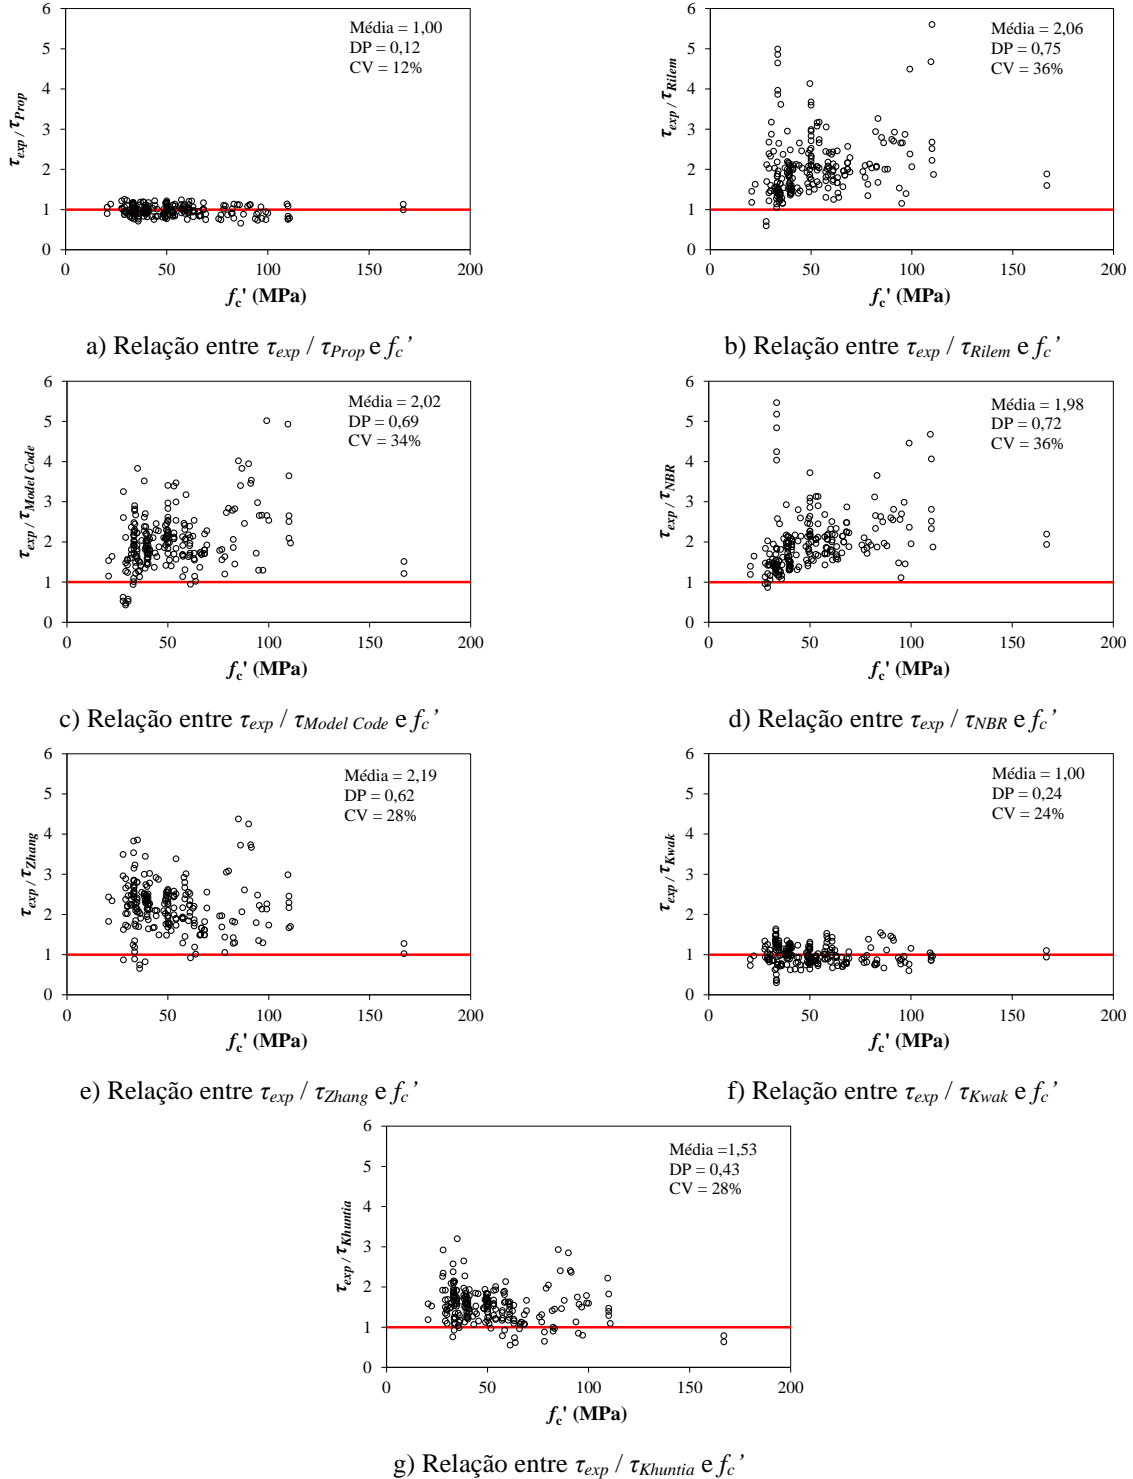 Média = 1,00
DP = 0,12
CV = 12%
6
5
4
3
2
1
0
τexp / τProp
0 50 100 150 200
fc' (MPa)
a) Relação entre τexp / τProp e fc’
Média = 2,06
DP = 0,75
CV = 36%
6
5
4
3
2
1
0
τexp / τRilem
0 50 100 150 200
fc' (MPa)
b) Relação entre τexp / τRilem e fc’
Média = 2,02
DP = 0,69
CV = 34%
6
5
4
3
2
1
0
τexp / τModel Code
0 50 100 150 200
fc' (MPa)
c) Relação entre τexp / τModel Code e fc’
Média = 1,98
DP = 0,72
CV = 36%
6
5
4
3
2
1
0
τexp / τNBR
0 50 100 150 200
fc' (MPa)
d) Relação entre τexp / τNBR e fc’
Média = 2,19
DP = 0,62
CV = 28%
6
5
4
3
2
1
0
τexp / τZhang
0 50 100 150 200
fc' (MPa)
e) Relação entre τexp / τZhang e fc’
Média = 1,00
DP = 0,24
CV = 24%
6
5
4
3
2
1
0
τexp / τKwak
0 50 100 150 200
fc' (MPa)
f) Relação entre τexp / τKwak e fc’
Média =1,53
DP = 0,43
CV = 28%
6
5
4
3
2
1
0
τexp / τKhuntia
0 50 100 150 200
fc' (MPa)
g) Relação entre τexp / τKhuntia e fc’